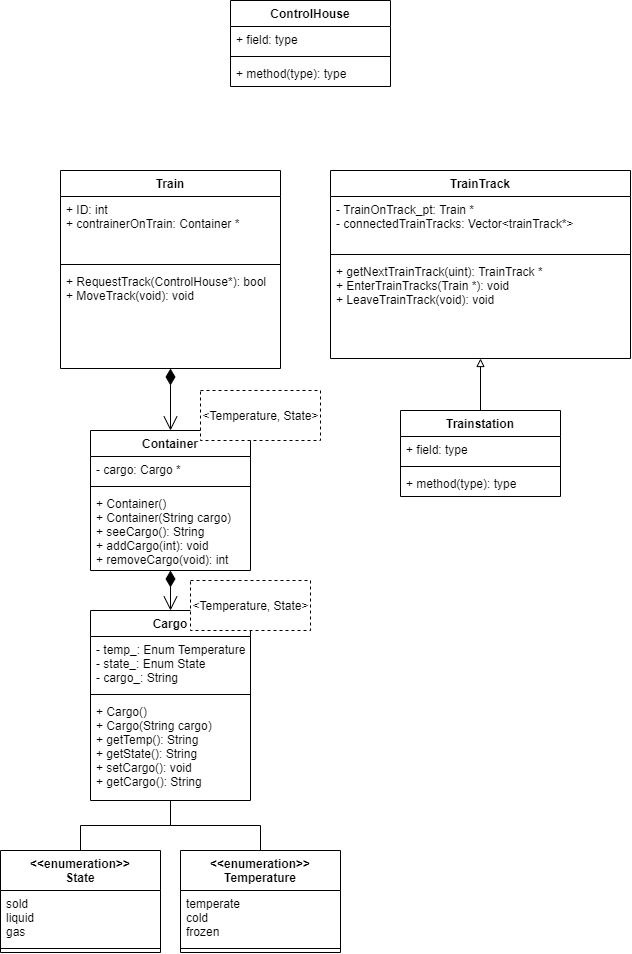 ControlHouse
+ field: type
+ method(type): type
Train
+ ID: int
+ contrainerOnTrain: Container *
+ RequestTrack(ControlHouse*): bool
+ MoveTrack(void): void
TrainTrack
- TrainOnTrack_pt: Train *
- connectedTrainTracks: Vector<trainTrack*>
+ getNextTrainTrack(uint): TrainTrack *
+ EnterTrainTracks(Train *): void
+ LeaveTrainTrack(void): void
<Temperature, State>
Container
- cargo: Cargo *
+ Container()
+ Container(String cargo)
+ seeCargo(): String
+ addCargo(int): void
+ removeCargo(void): int
Trainstation
+ field: type
+ method(type): type
<Temperature, State>
Cargo
- temp_: Enum Temperature
- state_: Enum State
- cargo_: String
+ Cargo()
+ Cargo(String cargo)
+ getTemp(): String
+ getState(): String
+ setCargo(): void
+ getCargo(): String
<<enumeration>>
State
sold
liquid
gas
<<enumeration>>
Temperature
temperate
cold
frozen